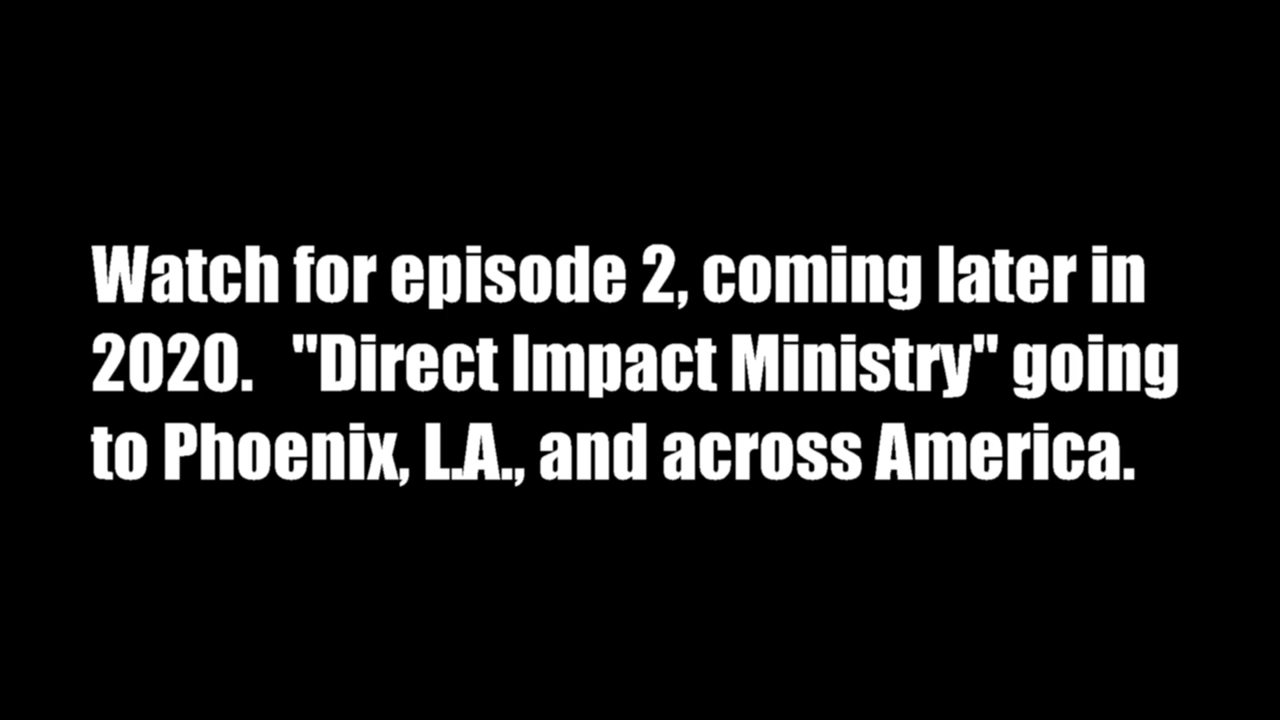 Watch for episode 2, coming later in
2020.   "Direct Impact Ministry" going
to Phoenix, L.A., and across America.